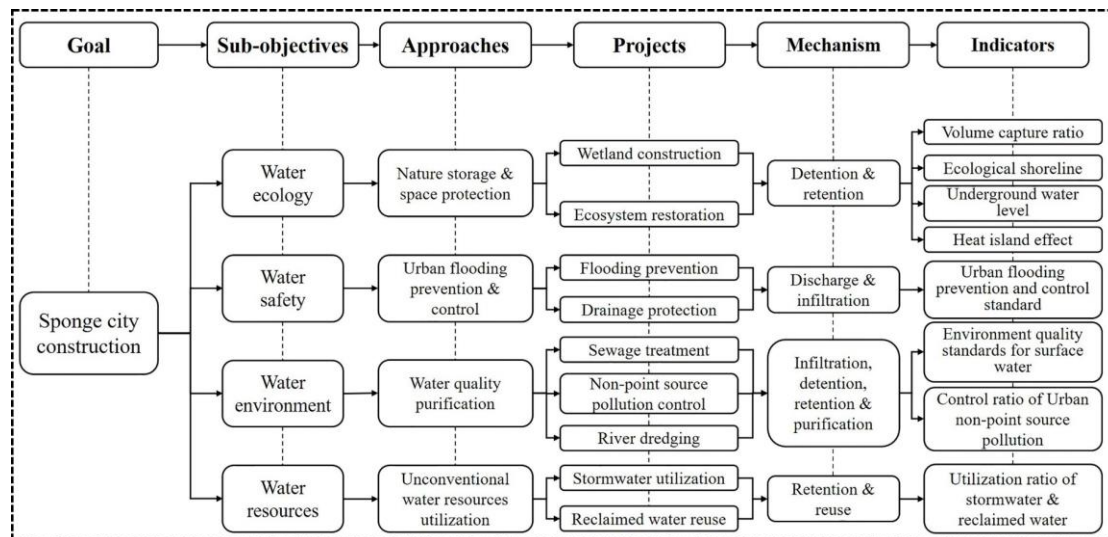 Goal
Sub-objectives
Approaches
Projects
Mechanism
Indicators
Sponge city
construction
Water
ecology
Nature storage &
space protection
Wetland construction
Ecosystem restoration
Detention &
retention
Volume capture ratio
Ecological shoreline
Underground water
level
Heat island effect
Water
safety
Urban flooding
prevention &
control
Flooding prevention
Drainage protection
Discharge &
infiltration
Urban flooding
prevention and control
standard
Water
environment
Water quality
purification
Sewage treatment
Non-point source
pollution control
River dredging
Infiltration,
detention,
retention &
purification
Environment quality
standards for surface
water
Control ratio of Urban
non-point source
pollution
Water
resources
Unconventional
water resources
utilization
Stormwater utilization
Reclaimed water reuse
Retention &
reuse
Utilization ratio of
stormwater &
reclaimed water